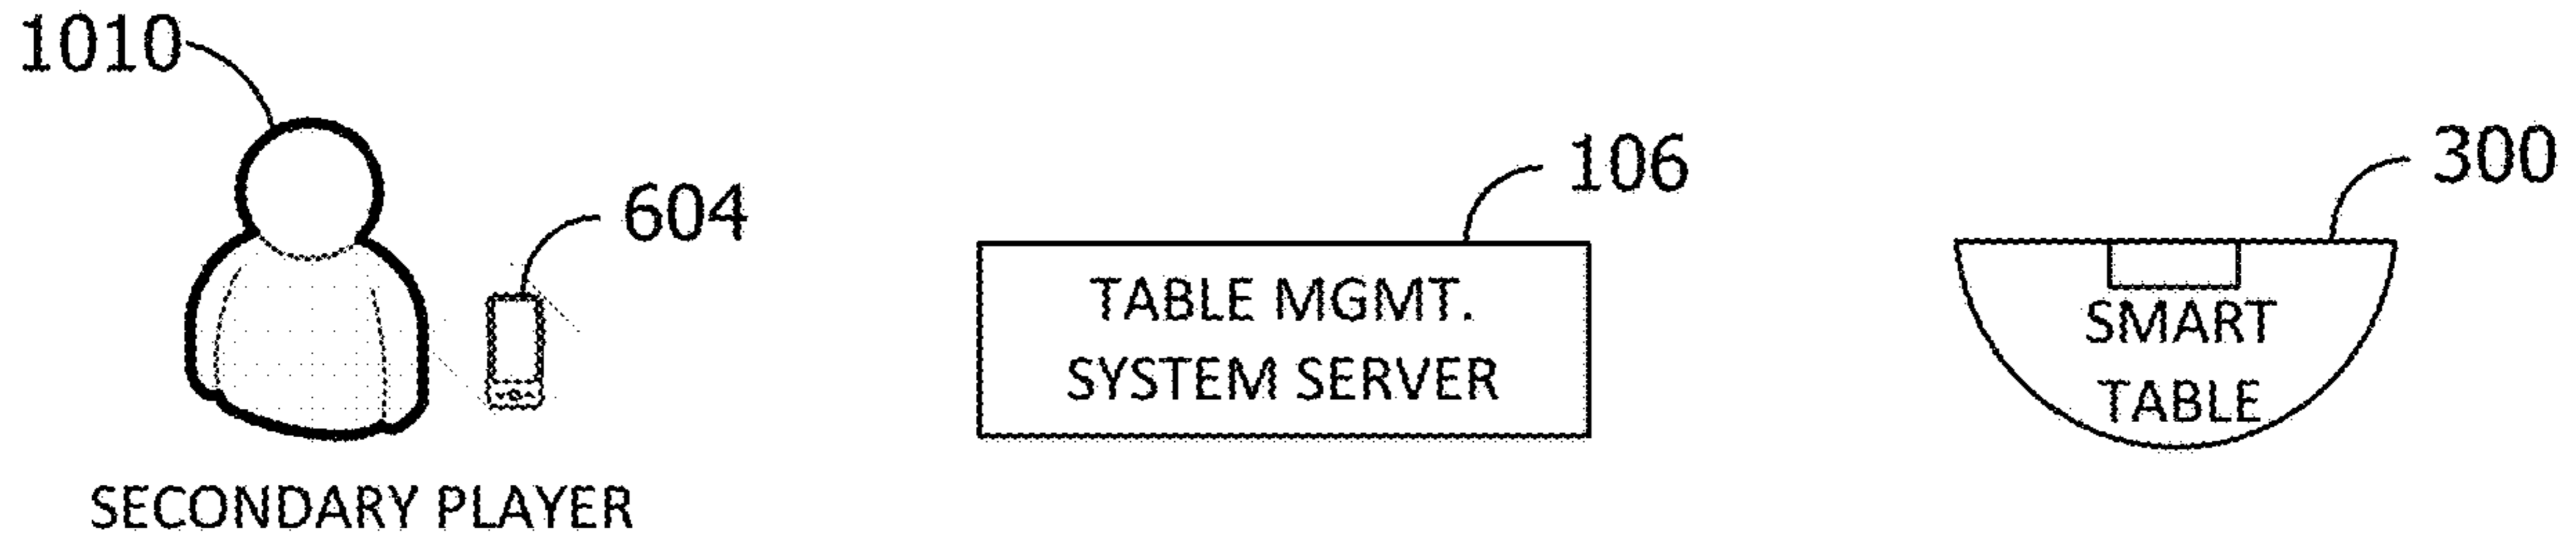 1010
604
106
300
TABLE MGMT.
SYSTEM SERVER
SMART
TABLE
SECONDARY PLAYER